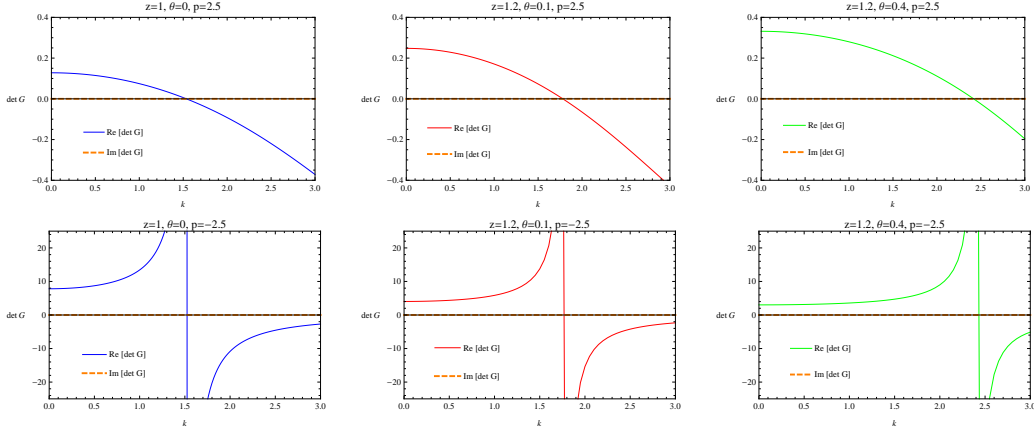 z=1, θ=0, p=2.5
0.4
0.2
det G 0.0
−0.2
−0.4
Re [det G]
Im [det G]
0.0 0.5 1.0 1.5 2.0 2.5 3.0
k
z=1.2, θ=0.1, p=2.5
0.4
0.2
det G 0.0
−0.2
−0.4
Re [det G]
Im [det G]
0.0 0.5 1.0 1.5 2.0 2.5 3.0
k
z=1.2, θ=0.4, p=2.5
0.4
0.2
det G 0.0
−0.2
−0.4
Re [det G]
Im [det G]
0.0 0.5 1.0 1.5 2.0 2.5 3.0
k
z=1, θ=0, p=−2.5
20
10
det G 0
−10
−20
Re [det G]
Im [det G]
0.0 0.5 1.0 1.5 2.0 2.5 3.0
k
z=1.2, θ=0.1, p=−2.5
20
10
det G 0
−10
−20
Re [det G]
Im [det G]
0.0 0.5 1.0 1.5 2.0 2.5 3.0
k
z=1.2, θ=0.4, p=−2.5
20
10
det G 0
−10
−20
Re [det G]
Im [det G]
0.0 0.5 1.0 1.5 2.0 2.5 3.0
k